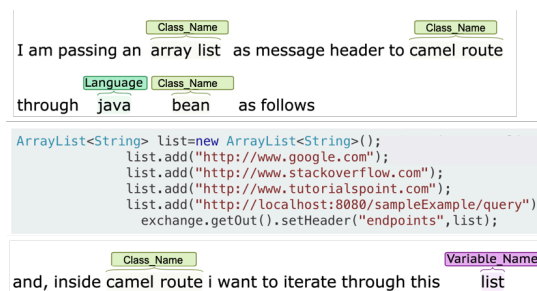 Class_Name Class_Name
I am passing an array list as message header to camel route
Language Class_Name
through java bean as follows
ArrayList<String> list=new ArrayList<String>();
list.add("http://www.google.com");
list.add("http://www.stackoverflow.com");
list.add("http://www.tutorialspoint.com");
list.add("http://localhost:8080/sampleExample/query")
exchange.getOut().setHeader("endpoints",list);
Class_Name Variable_Name
and, inside camel route i want to iterate through this list